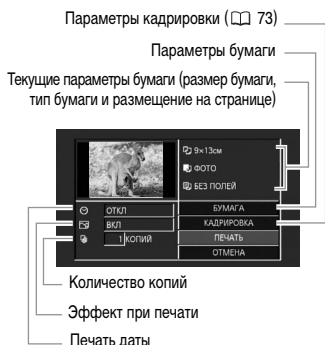 Параметры кадрировки ( 73)
Параметры бумаги
Текущие параметры бумаги (размер бумаги,
тип бумаги и размещение на странице)
9×13см
ФОТО
БЕЗ ПОЛЕЙ
ОТКЛ
БУМАГА
ВКЛ
КАДРИРОВКА
1 КОПИЙ
ПЕЧАТЬ
ОТМЕНА
Количество копий
Эффект при печати
Печать даты